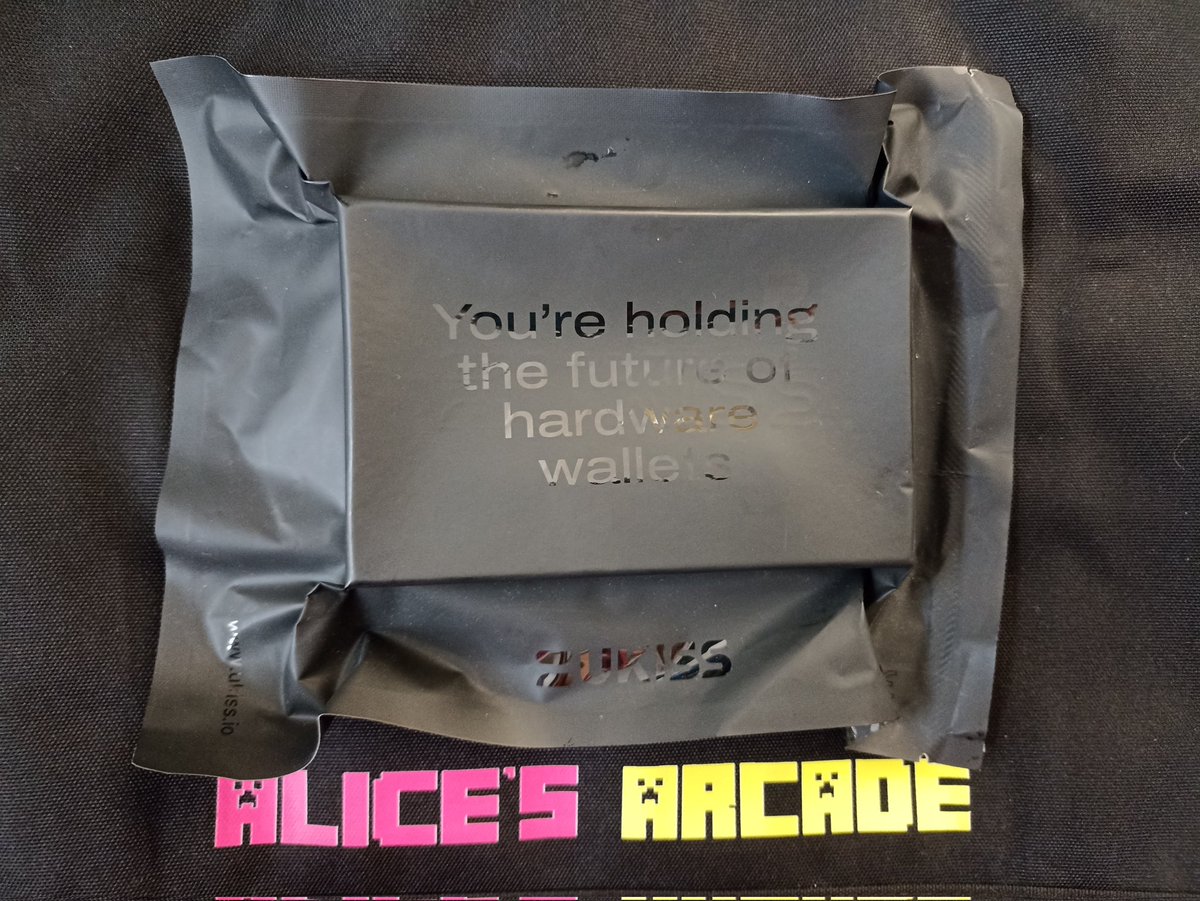 You're holding
the future of
hardware
wallets
ZUKISS
ALICE'S ARCADE